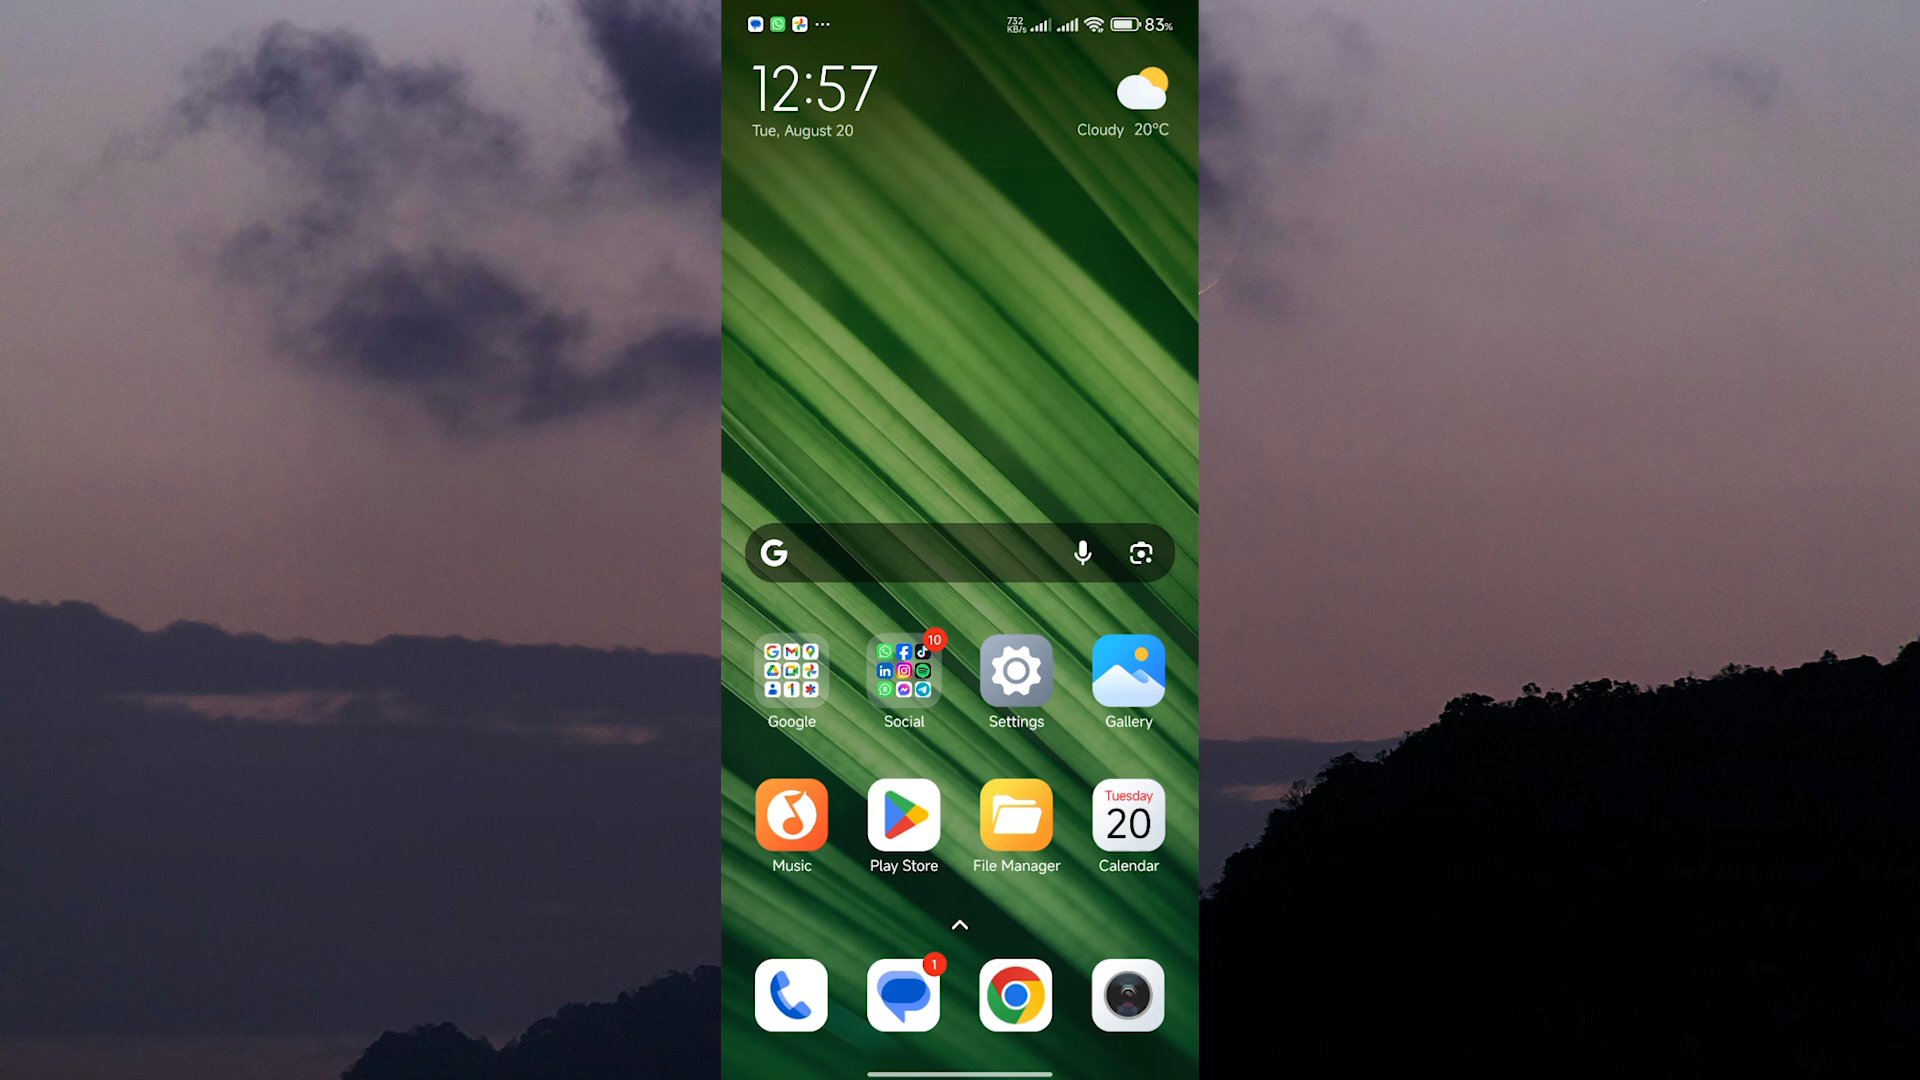 732
KB/s
83%
12:57
Tue, August 20
Cloudy 20°C
10
Google
Social
Settings
Gallery
Tuesday
20
Music
Play Store
File Manager
Calendar
1